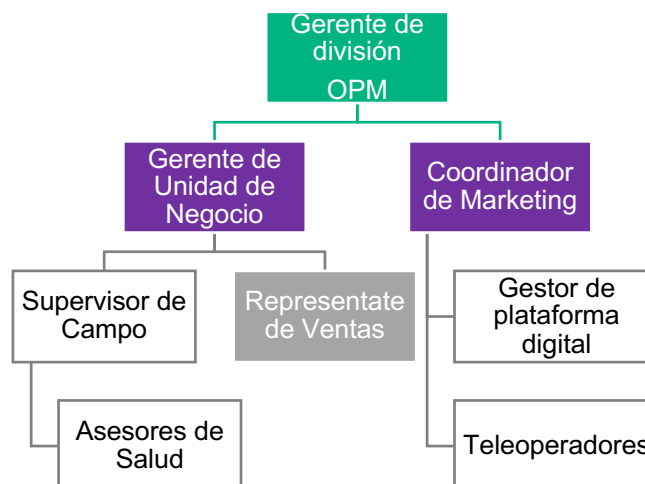 Gerente de
división
OPM
Gerente de
Unidad de
Negocio
Coordinador
de Marketing
Supervisor de
Campo
Representate
de Ventas
Gestor de
plataforma
digital
Asesores de
Salud
Teleoperadores